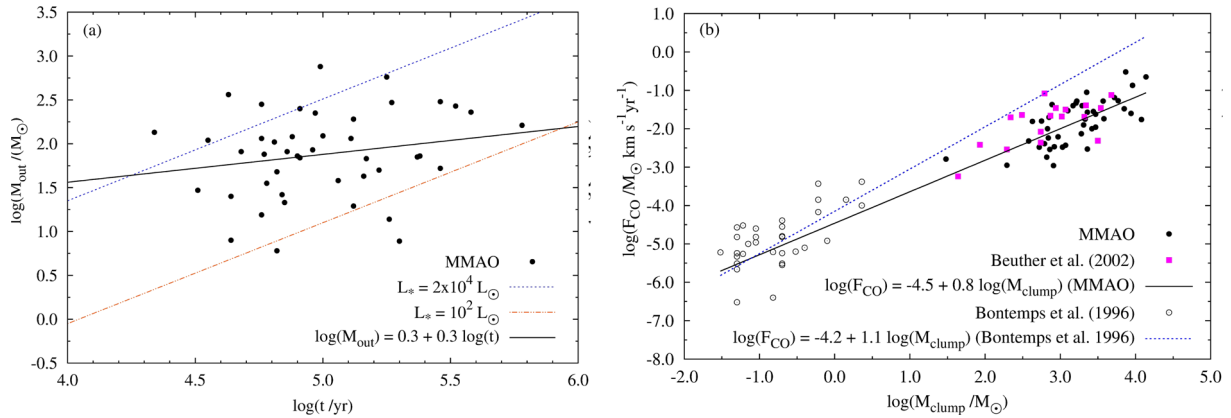 (a)
3.5
3.0
2.5
2.0
1.5
1.0
0.5
0.0
-0.5
log(M_out /(M_☉)
4.0
4.5
5.0
5.5
6.0
log(t /yr)
MMAO
L_* = 2x10^4 L_☉
L_* = 10^2 L_☉
log(M_out) = 0.3 + 0.3 log(t)
(b)
1.0
0.0
-1.0
-2.0
-3.0
-4.0
-5.0
-6.0
-7.0
-8.0
log(F_CO /M_☉ km s^-1 yr^-1)
-2.0
-1.0
0.0
1.0
2.0
3.0
4.0
5.0
log(M_clump /M_☉)
MMAO
Beuther et al. (2002)
log(F_CO) = -4.5 + 0.8 log(M_clump) (MMAO)
Bontemps et al. (1996)
log(F_CO) = -4.2 + 1.1 log(M_clump) (Bontemps et al. 1996)